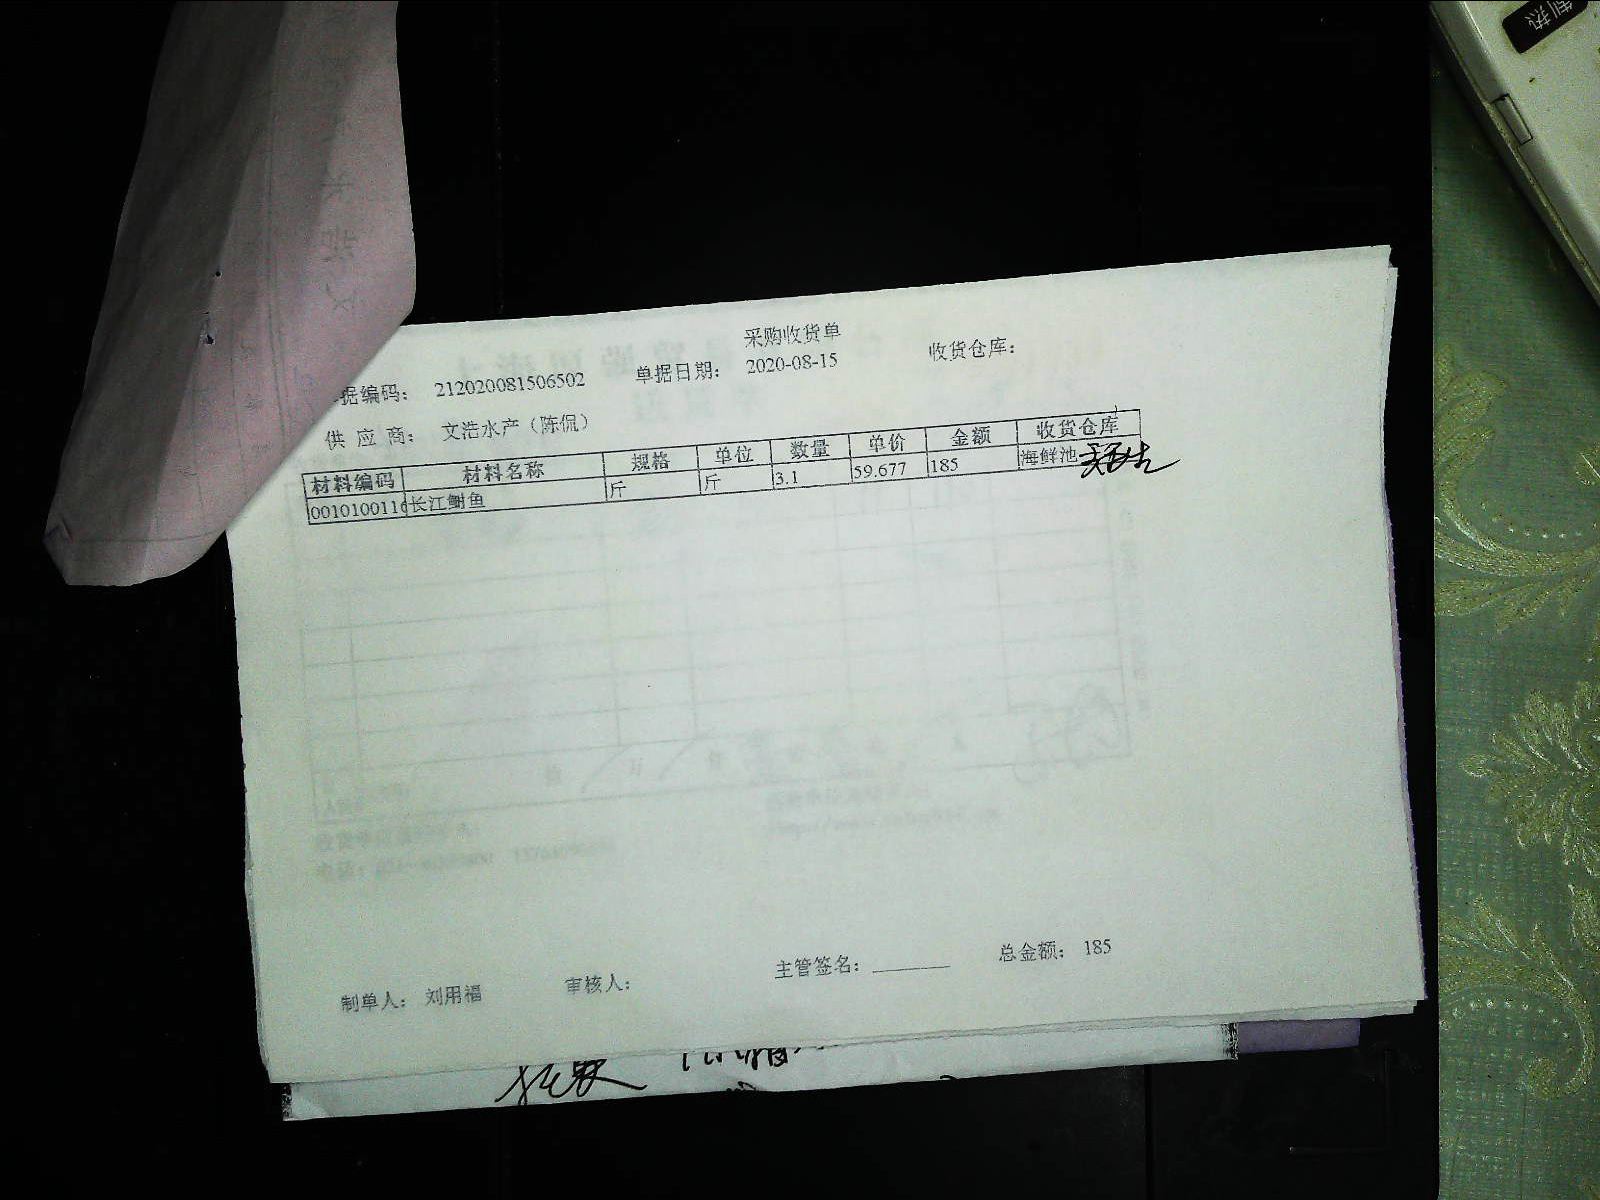 采购收货单
据编码： 212020081506502 单据日期： 2020-08-15 收货仓库：
供应商： 文浩水产（陈侃）
材料编码 材料名称 规格 单位 数量 单价 金额 收货仓库
001010011 长江鲥鱼 斤 斤 3.1 59.677 185 海鲜池
制单人： 刘用福 审核人： 主管签名： 总金额： 185
制热